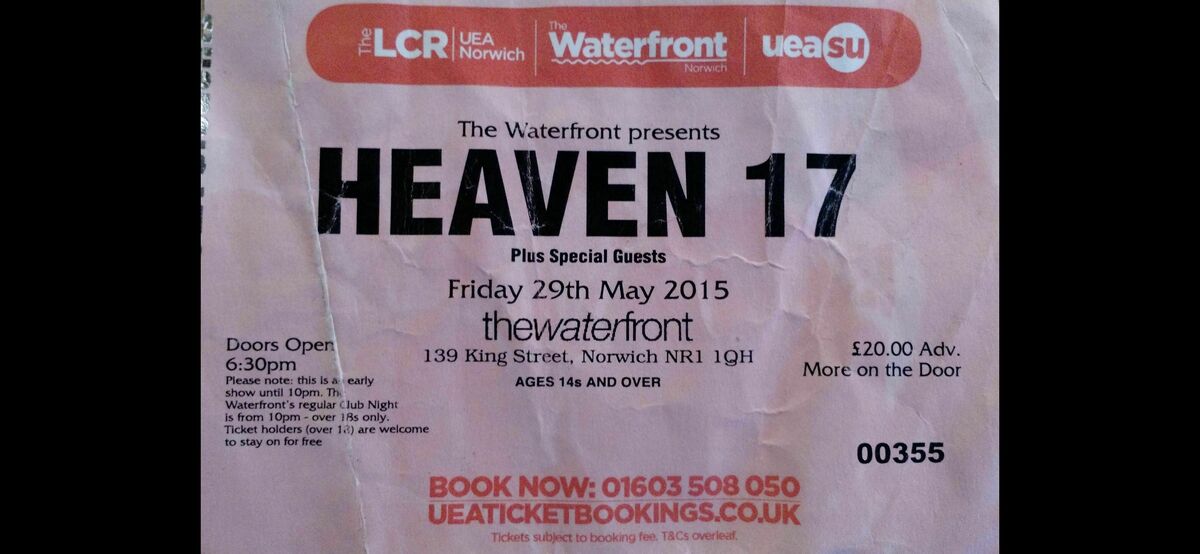 The LCR UEA Norwich The Waterfront Norwich ueasu
The Waterfront presents
HEAVEN 17
Plus Special Guests
Friday 29th May 2015
thewaterfront
139 King Street, Norwich NR1 1QH
AGES 14s AND OVER
Doors Open
6:30pm
Please note: this is an early
show until 10pm. The
Waterfront's regular Club Night
is from 10pm - over 18s only.
Ticket holders (over 18) are welcome
to stay on for free
£20.00 Adv.
More on the Door
00355
BOOK NOW: 01603 508 050
UEATICKETBOOKINGS.CO.UK
Tickets subject to booking fee. T&Cs overleaf.